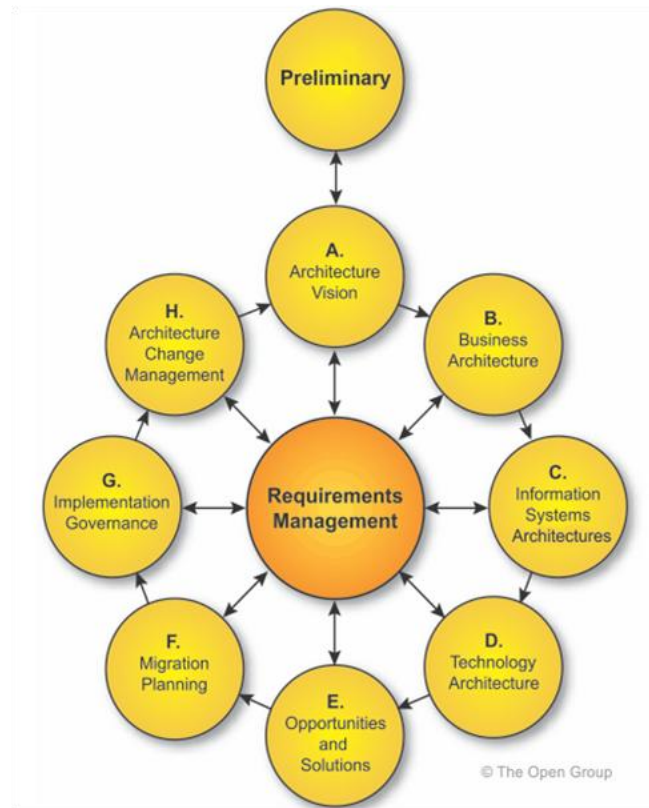 Preliminary
A.
Architecture
Vision
B.
Business
Architecture
C.
Information
Systems
Architectures
D.
Technology
Architecture
E.
Opportunities
and
Solutions
F.
Migration
Planning
G.
Implementation
Governance
H.
Architecture
Change
Management
Requirements
Management
© The Open Group